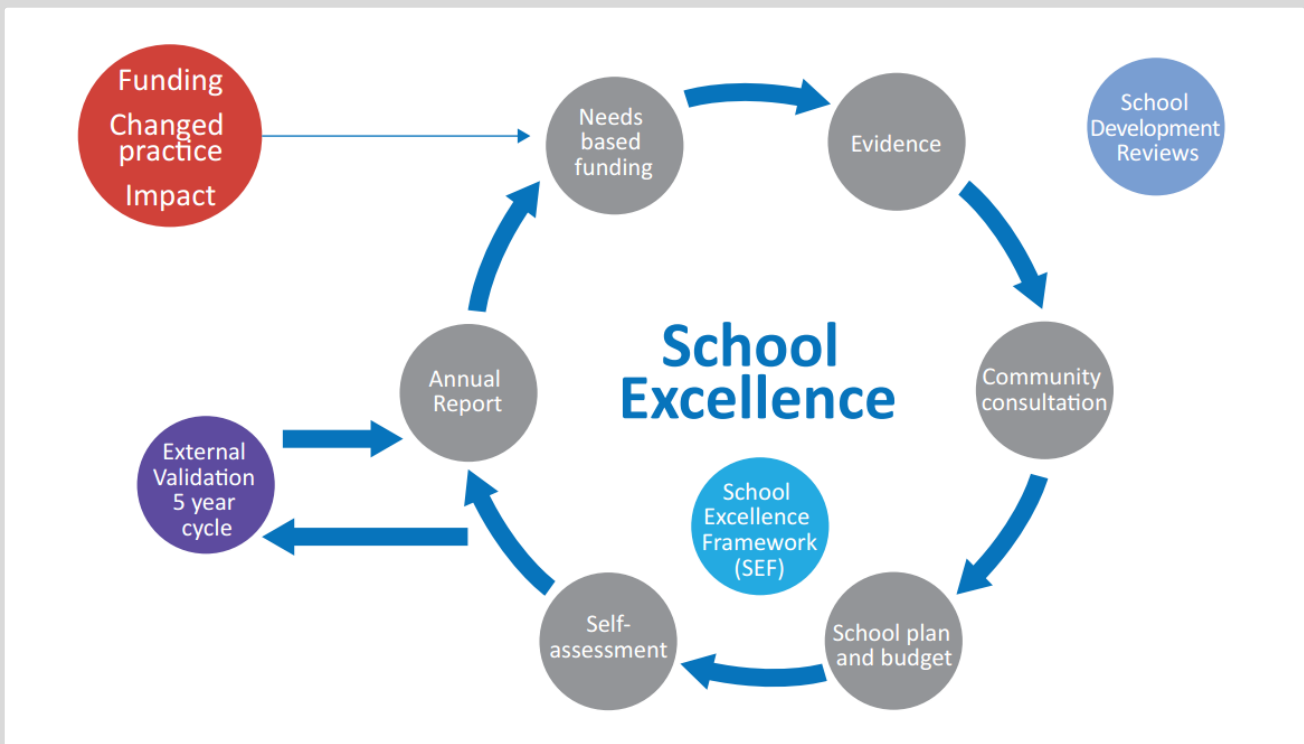 Funding
Changed
practice
Impact
Needs
based
funding
Evidence
School
Development
Reviews
Community
consultation
School plan
and budget
Self-
assessment
Annual
Report
External
Validation
5 year
cycle
School
Excellence
School
Excellence
Framework
(SEF)